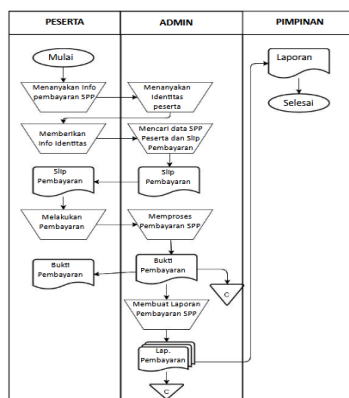 PESERTA
ADMIN
PIMPINAN
Mulai
Laporan
Menanyakan Info
pembayaran SPP
Menanyakan
Identitas
peserta
Selesai
Memberikan
Info Identitas
Mencari data SPP
Peserta dan Slip
Pembayaran
Slip
Pembayaran
Slip
Pembayaran
Melakukan
Pembayaran
Memproses
Pembayaran SPP
Bukti
Pembayaran
Bukti
Pembayaran
C
Membuat Laporan
Pembayaran SPP
Lap.
Pembayaran
C